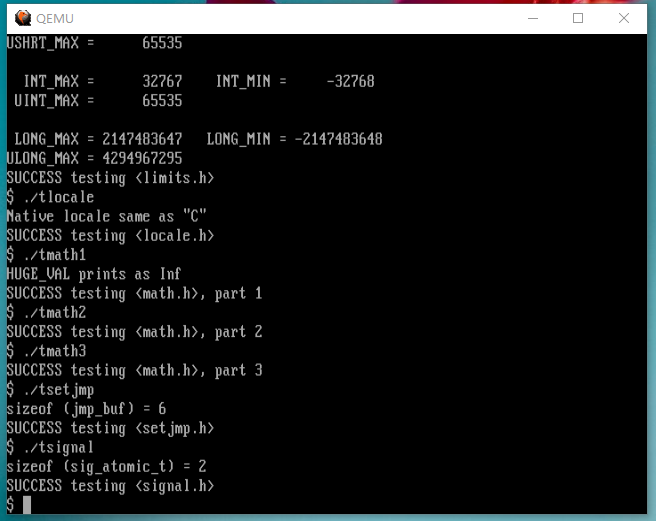 QEMU
USHRT_MAX =      65535
INT_MAX =      32767    INT_MIN =     -32768
UINT_MAX =      65535
LONG_MAX = 2147483647   LONG_MIN = -2147483648
ULONG_MAX = 4294967295
SUCCESS testing <limits.h>
$ ./tlocale
Native locale same as "C"
SUCCESS testing <locale.h>
$ ./tmath1
HUGE_VAL prints as Inf
SUCCESS testing <math.h>, part 1
$ ./tmath2
SUCCESS testing <math.h>, part 2
$ ./tmath3
SUCCESS testing <math.h>, part 3
$ ./tsetjmp
sizeof (jmp_buf) = 6
SUCCESS testing <setjmp.h>
$ ./tsignal
sizeof (sig_atomic_t) = 2
SUCCESS testing <signal.h>
$